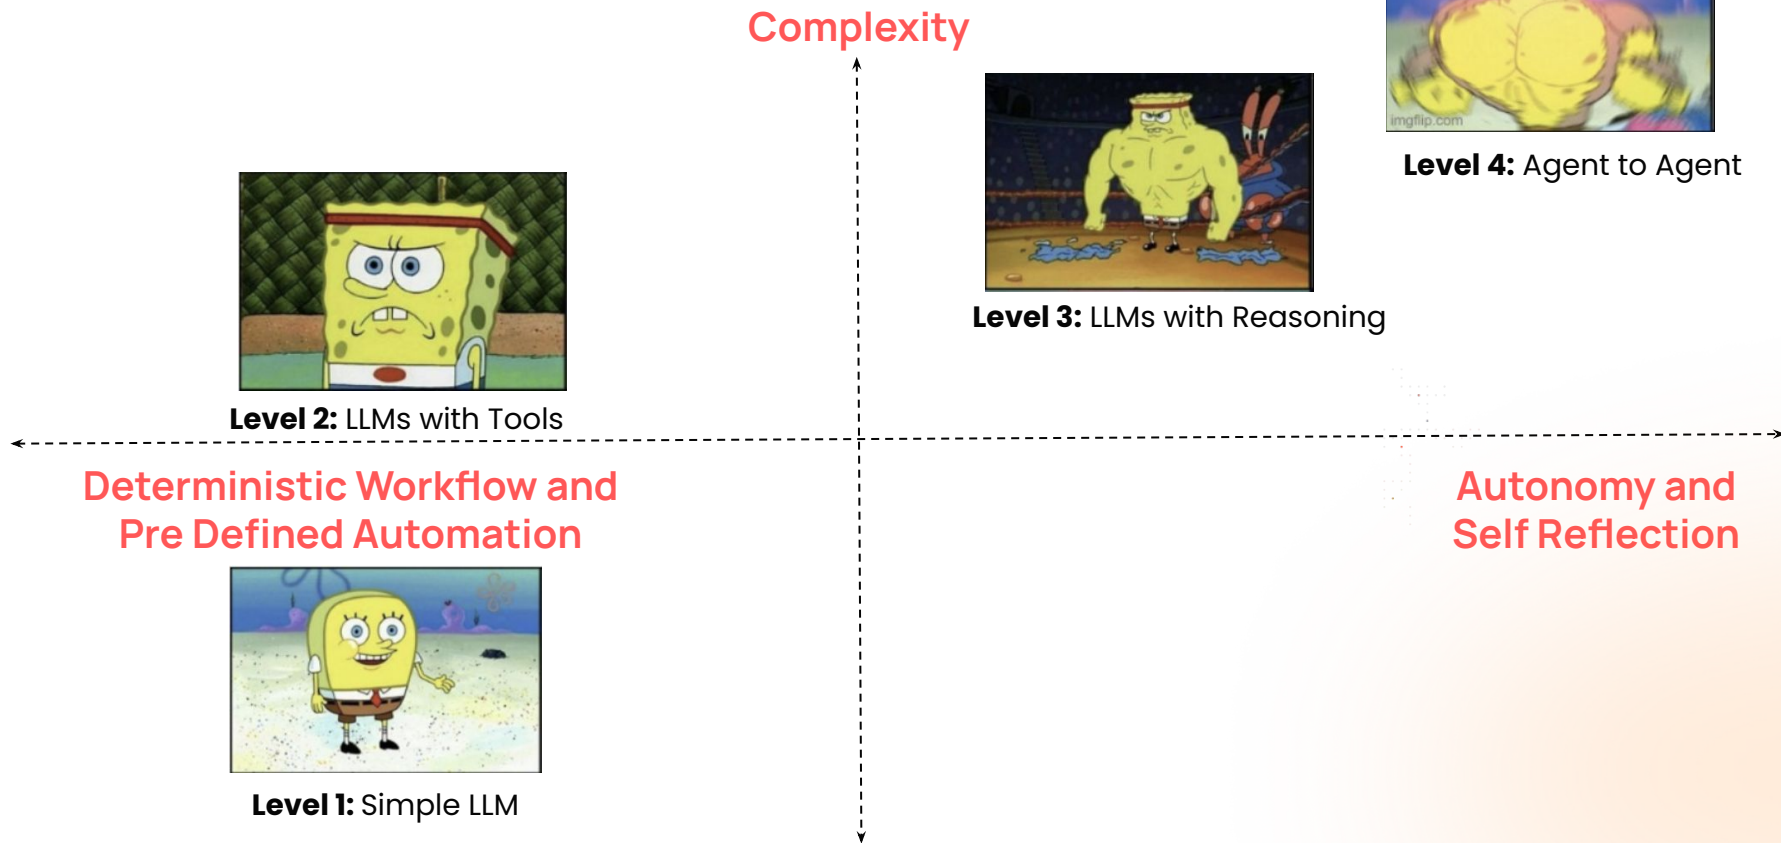 Complexity
imgflip.com
Level 4: Agent to Agent
Level 3: LLMs with Reasoning
Level 2: LLMs with Tools
Deterministic Workflow and
Pre Defined Automation
Autonomy and
Self Reflection
Level 1: Simple LLM